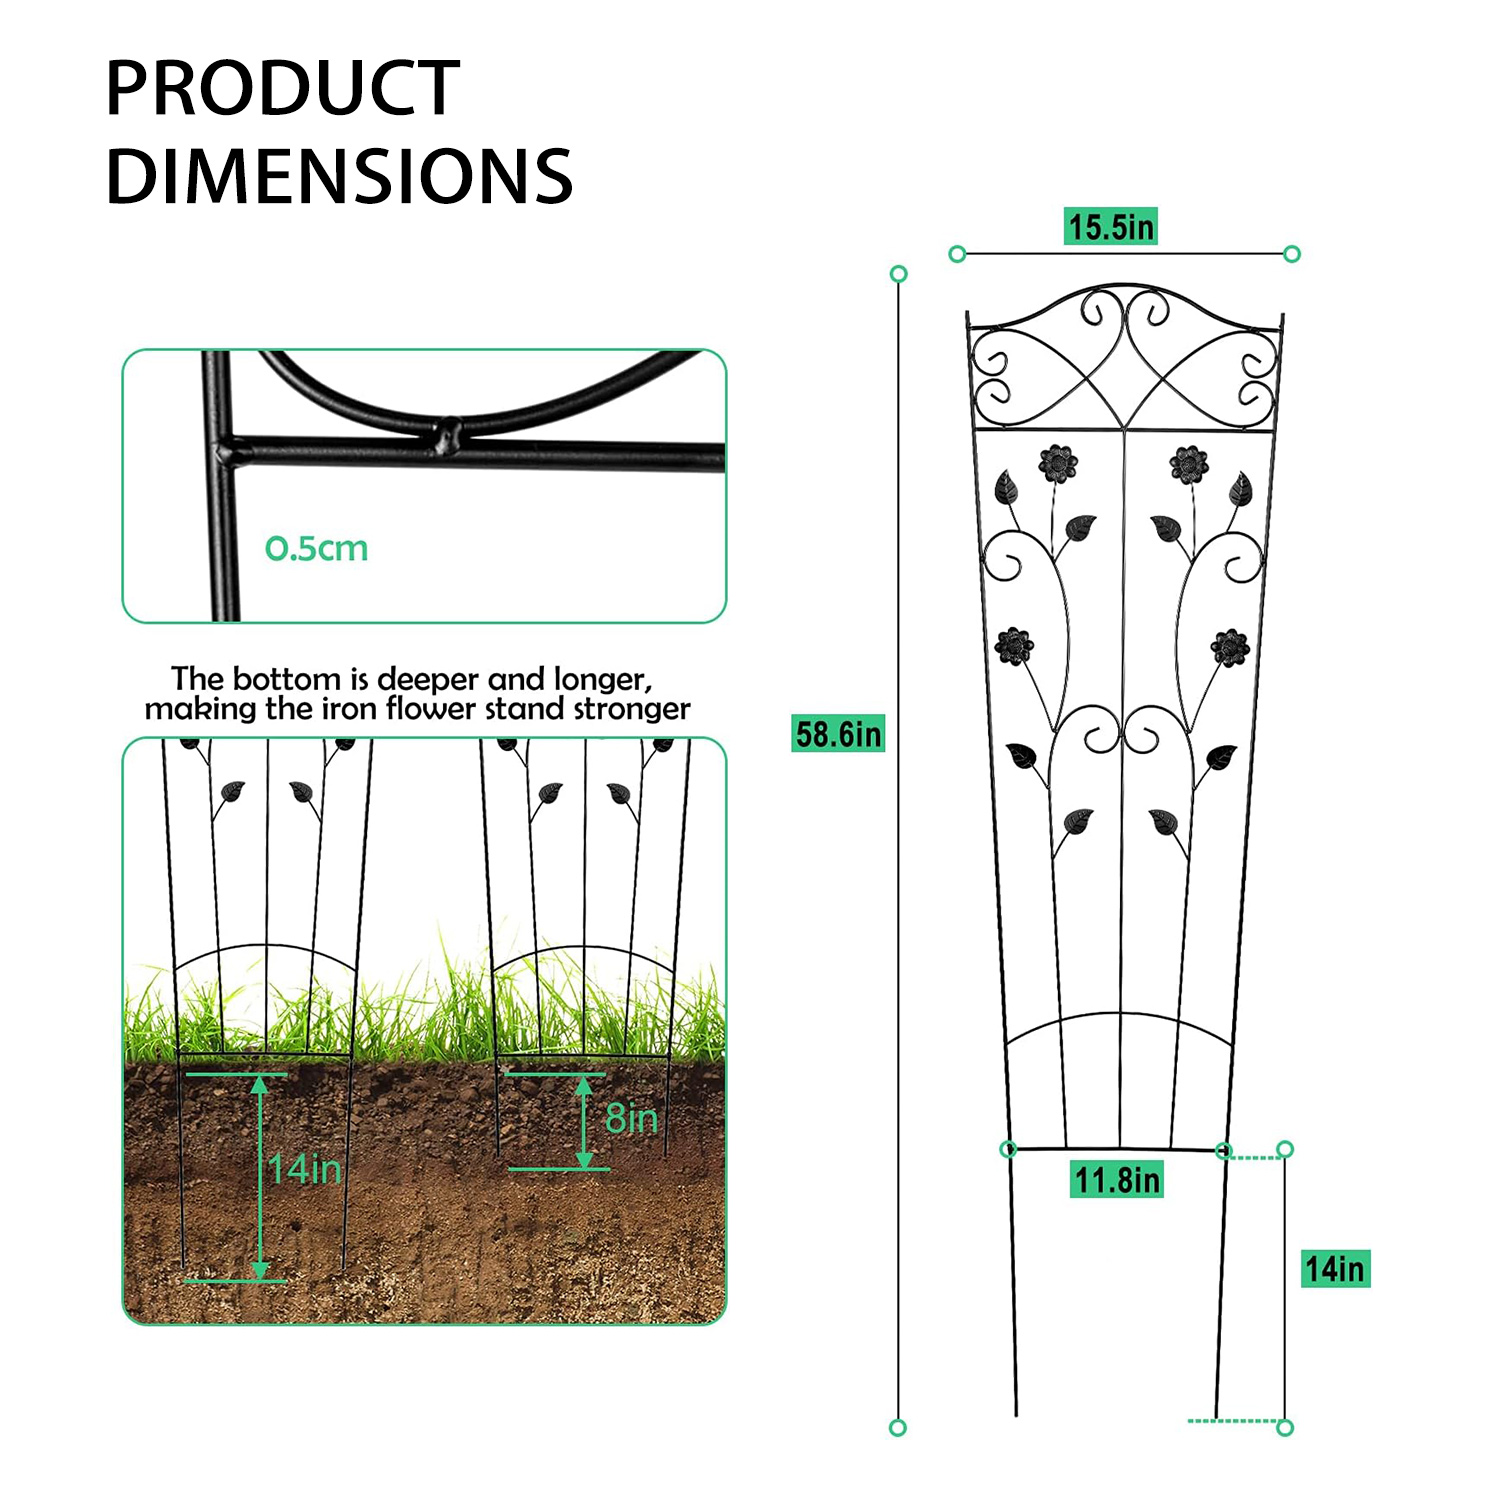 PRODUCT
DIMENSIONS
15.5in
0.5cm
The bottom is deeper and longer,
making the iron flower stand stronger
58.6in
8in
14in
11.8in
14in